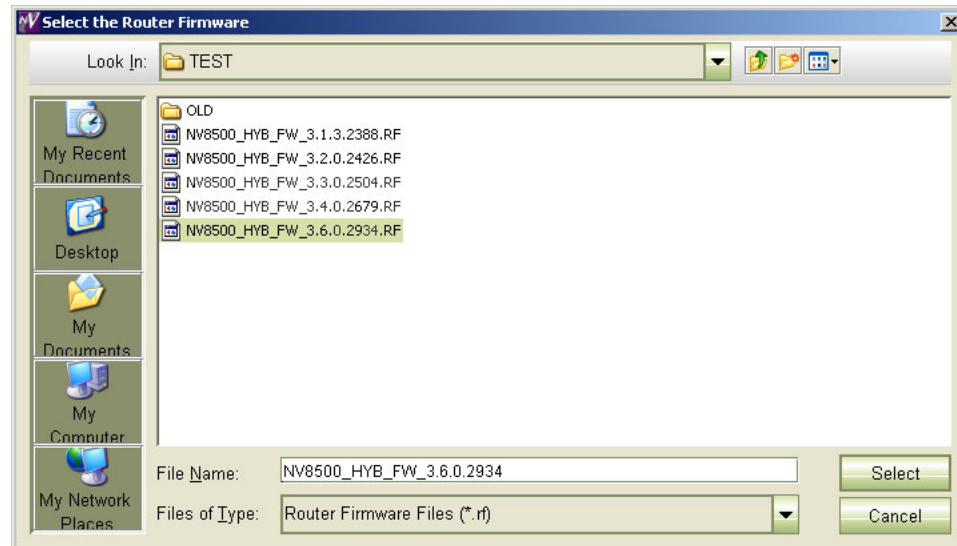 Select the Router Firmware
Look In: TEST
My Recent Documents
Desktop
My Documents
My Computer
My Network Places
OLD
NV8500_HYB_FW_3.1.3.2388.RF
NV8500_HYB_FW_3.2.0.2426.RF
NV8500_HYB_FW_3.3.0.2504.RF
NV8500_HYB_FW_3.4.0.2679.RF
NV8500_HYB_FW_3.6.0.2934.RF
File Name: NV8500_HYB_FW_3.6.0.2934
Select
Files of Type: Router Firmware Files (*.rf)
Cancel